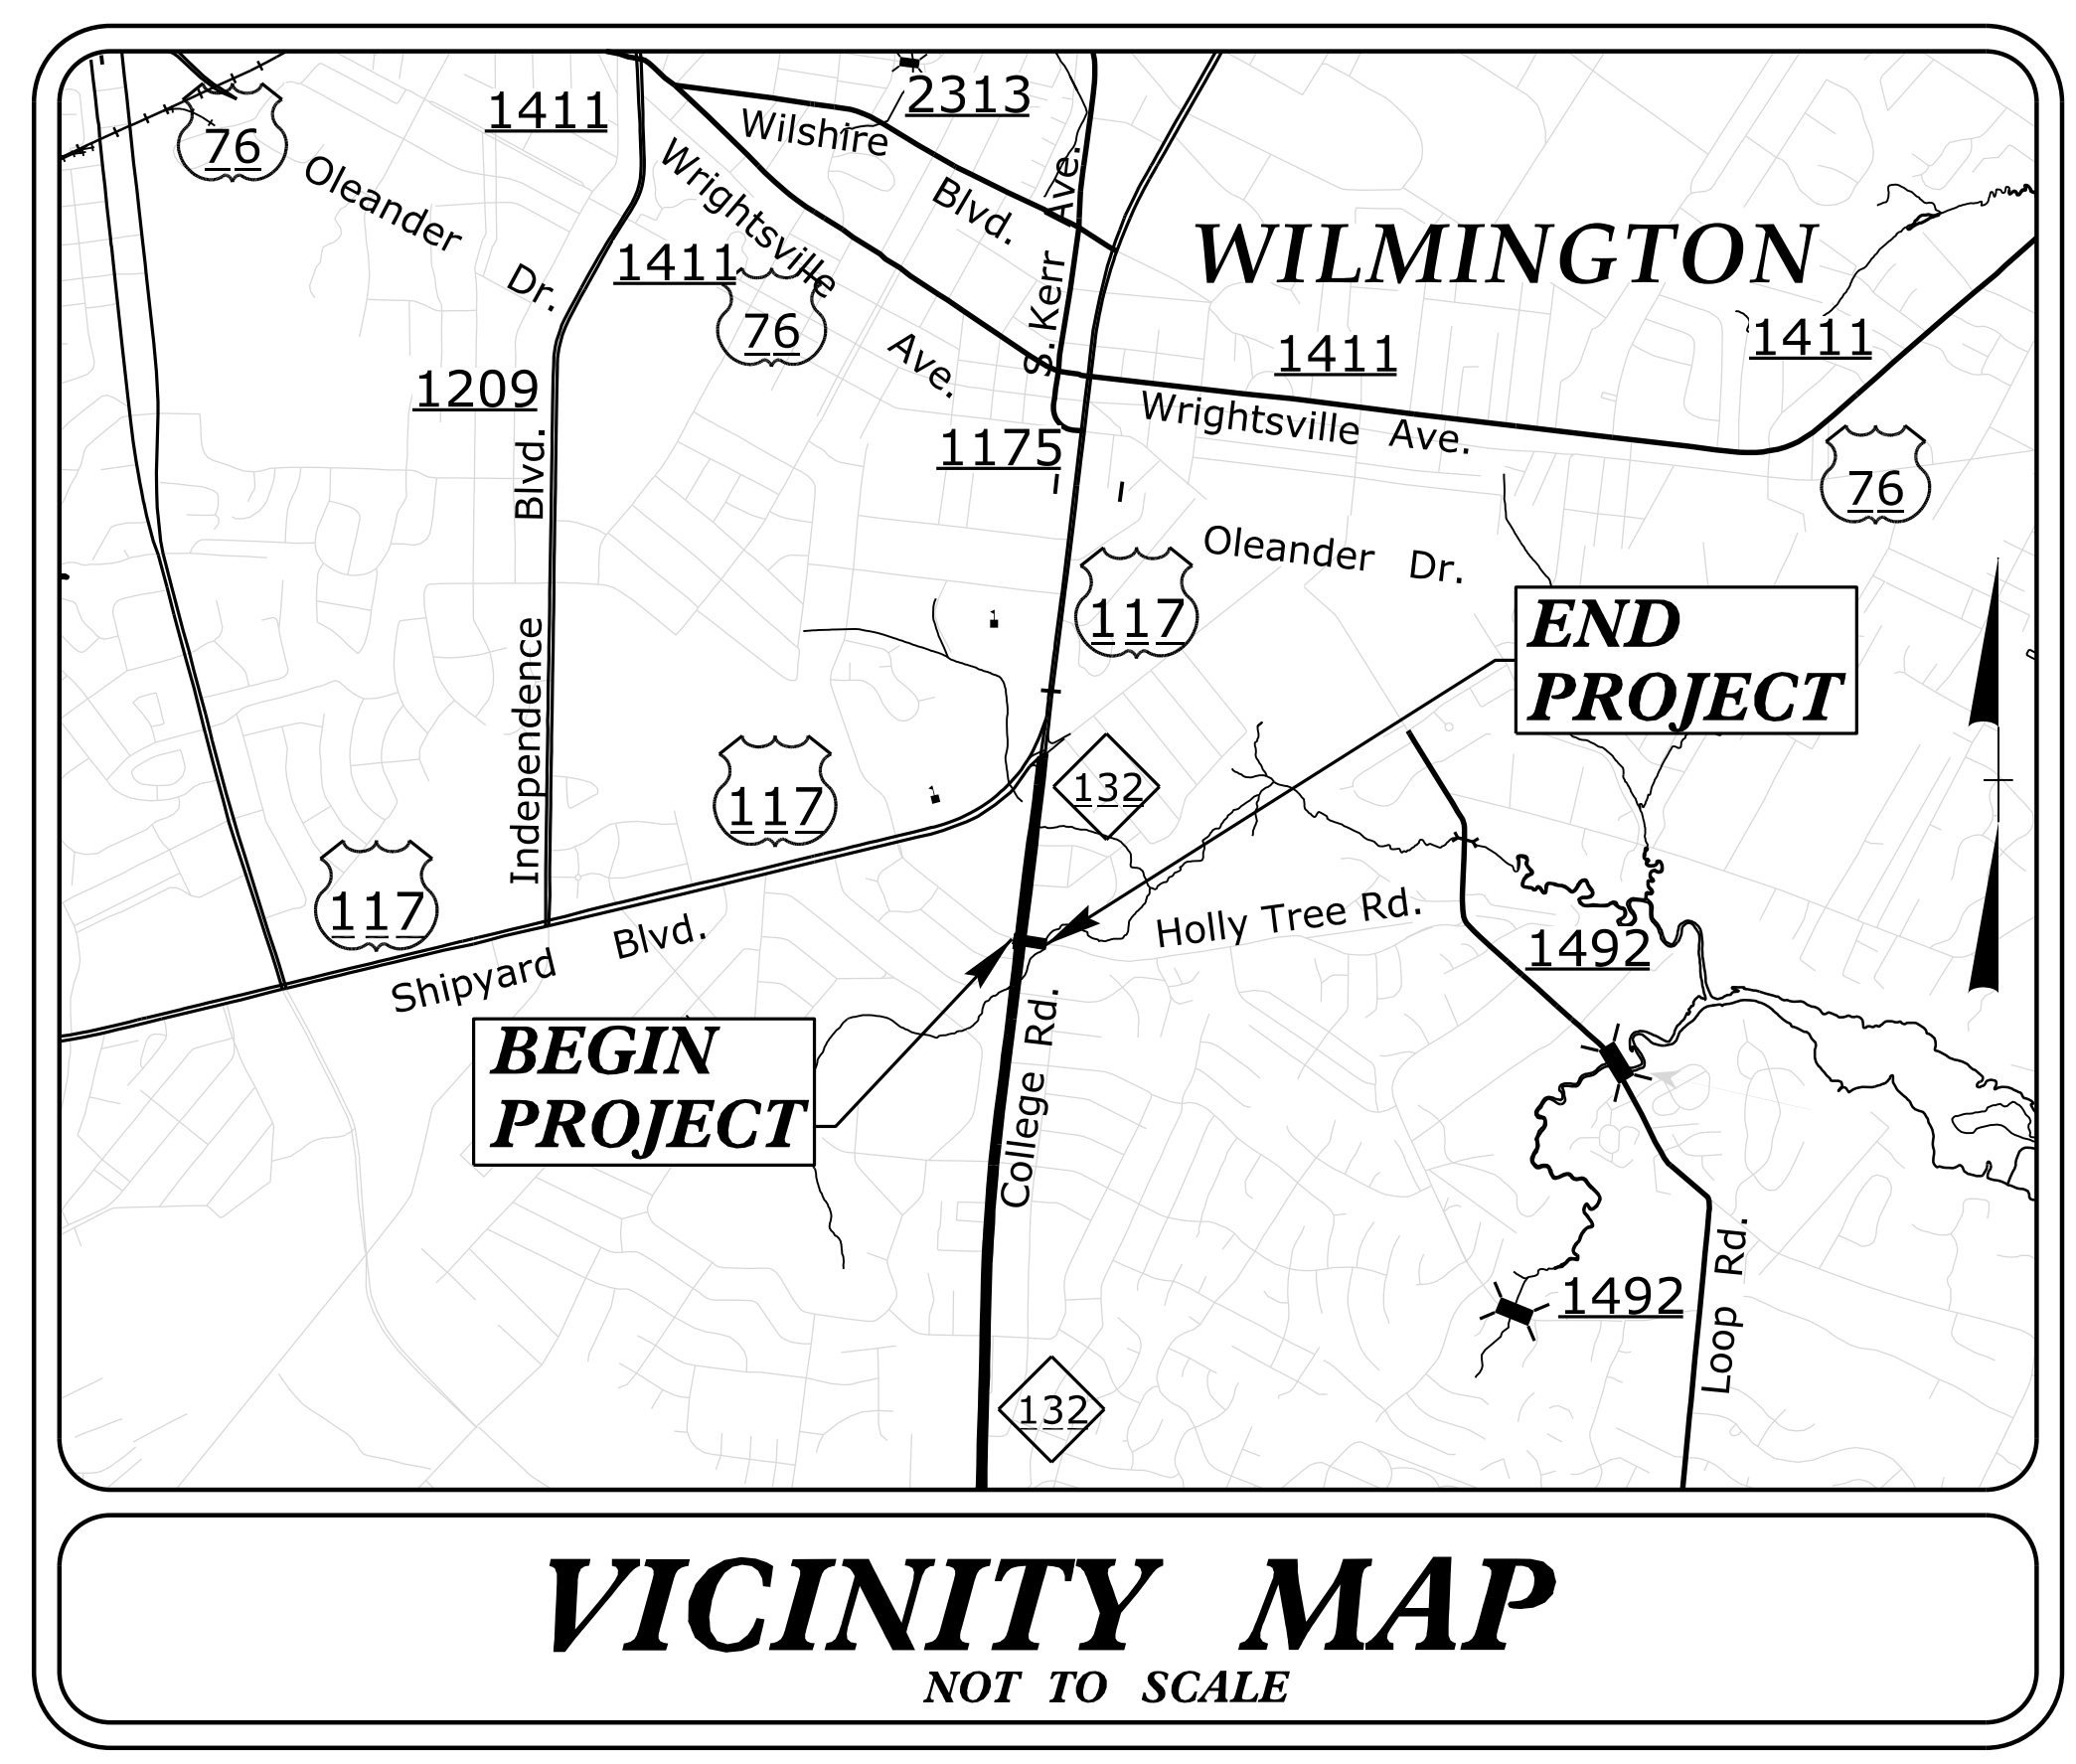 2313
1411
76
Wilshire
Oleander Dr.
Wrightsville Ave.
Blvd.
S. Kerr Ave.
WILMINGTON
1411
76
1411
1411
1209
1175
Wrightsville Ave.
76
Independence Blvd.
Oleander Dr.
117
END
PROJECT
132
117
117
Shipyard Blvd.
Holly Tree Rd.
1492
BEGIN
PROJECT
College Rd.
1492
Loop Rd.
132
VICINITY MAP
NOT TO SCALE